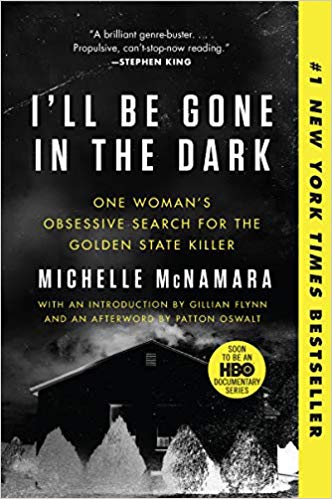 "A brilliant genre-buster. . . .
Propulsive, can't-stop-now reading."
—STEPHEN KING
I'LL BE GONE
IN THE DARK
ONE WOMAN'S
OBSESSIVE SEARCH FOR THE
GOLDEN STATE KILLER
MICHELLE McNAMARA
WITH AN INTRODUCTION BY GILLIAN FLYNN
AND AN AFTERWORD BY PATTON OSWALT
SOON
TO BE AN
HBO
DOCUMENTARY
SERIES
#1 NEW YORK TIMES BESTSELLER